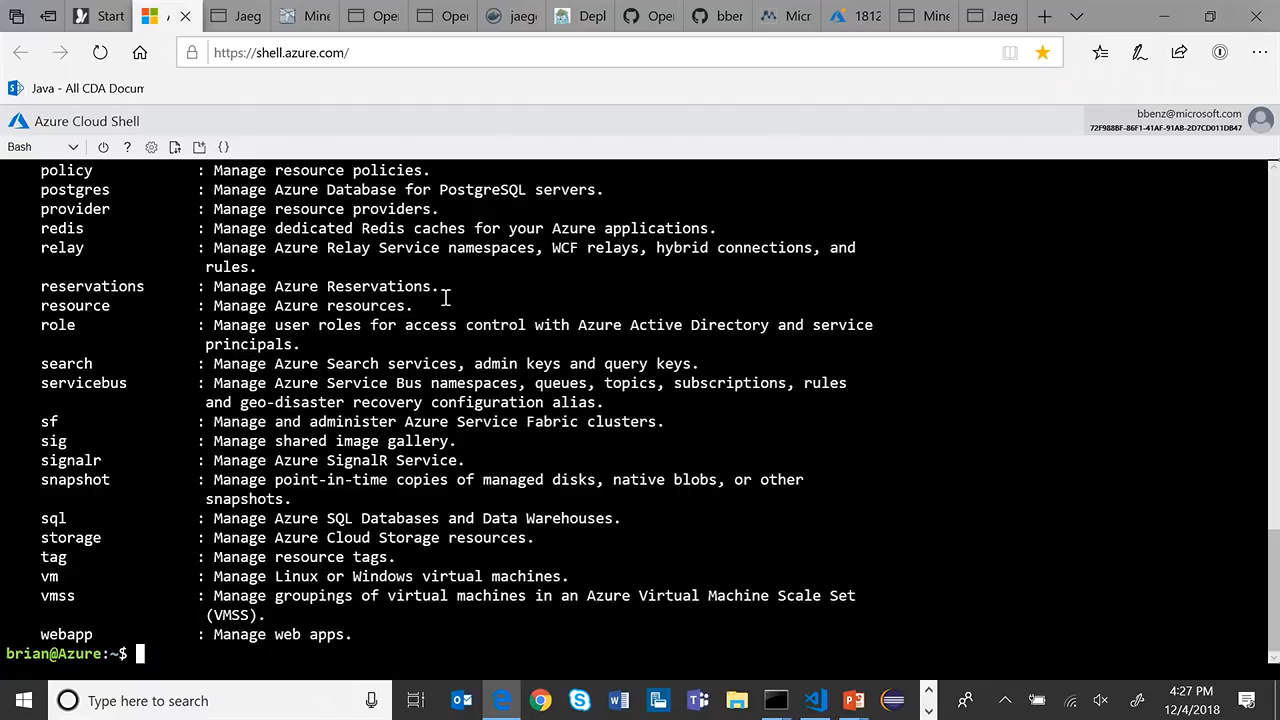 Start
Jaeg
Mine
Oper
Oper
jaege
Depl
Oper
bber
Micr
1812
Mine
Jaeg
https://shell.azure.com/
Java - All CDA Docum
Azure Cloud Shell
bbenz@microsoft.com
72F988BF-86F1-41AF-91AB-2D7CD011DB47
Bash
policy : Manage resource policies.
postgres : Manage Azure Database for PostgreSQL servers.
provider : Manage resource providers.
redis : Manage dedicated Redis caches for your Azure applications.
relay : Manage Azure Relay Service namespaces, WCF relays, hybrid connections, and
rules.
reservations : Manage Azure Reservations.
resource : Manage Azure resources.
role : Manage user roles for access control with Azure Active Directory and service
principals.
search : Manage Azure Search services, admin keys and query keys.
servicebus : Manage Azure Service Bus namespaces, queues, topics, subscriptions, rules
and geo-disaster recovery configuration alias.
sf : Manage and administer Azure Service Fabric clusters.
sig : Manage shared image gallery.
signalr : Manage Azure SignalR Service.
snapshot : Manage point-in-time copies of managed disks, native blobs, or other
snapshots.
sql : Manage Azure SQL Databases and Data Warehouses.
storage : Manage Azure Cloud Storage resources.
tag : Manage resource tags.
vm : Manage Linux or Windows virtual machines.
vmss : Manage groupings of virtual machines in an Azure Virtual Machine Scale Set
(VMSS).
webapp : Manage web apps.
brian@Azure:~$
Type here to search
4:27 PM
12/4/2018